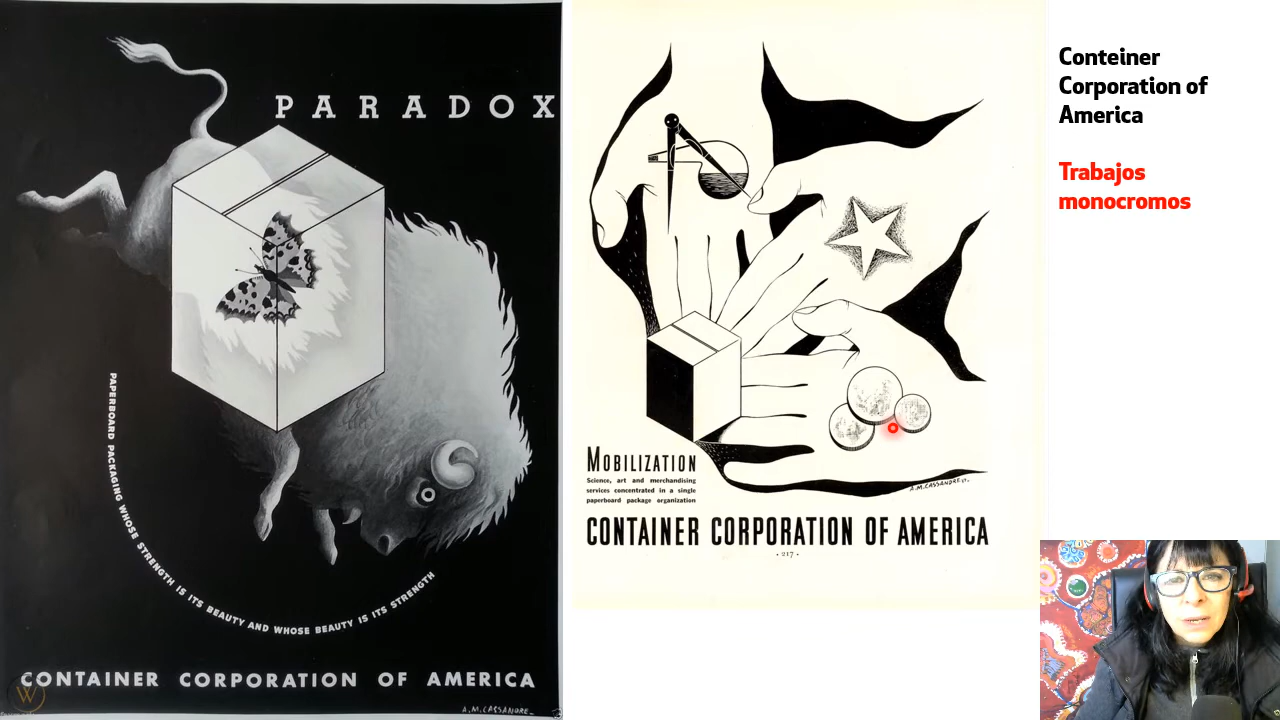 PARADOX
PAPERBOARD PACKAGING WHOSE STRENGTH IS ITS BEAUTY AND WHOSE BEAUTY IS ITS STRENGTH
CONTAINER CORPORATION OF AMERICA
W
A.M.CASSANDRE_
A.M.CASSANDRE
MOBILIZATION
Science, art and merchandising
services concentrated in a single
paperboard package organization
CONTAINER CORPORATION OF AMERICA
• 217 •
Conteiner
Corporation of
America
Trabajos
monocromos